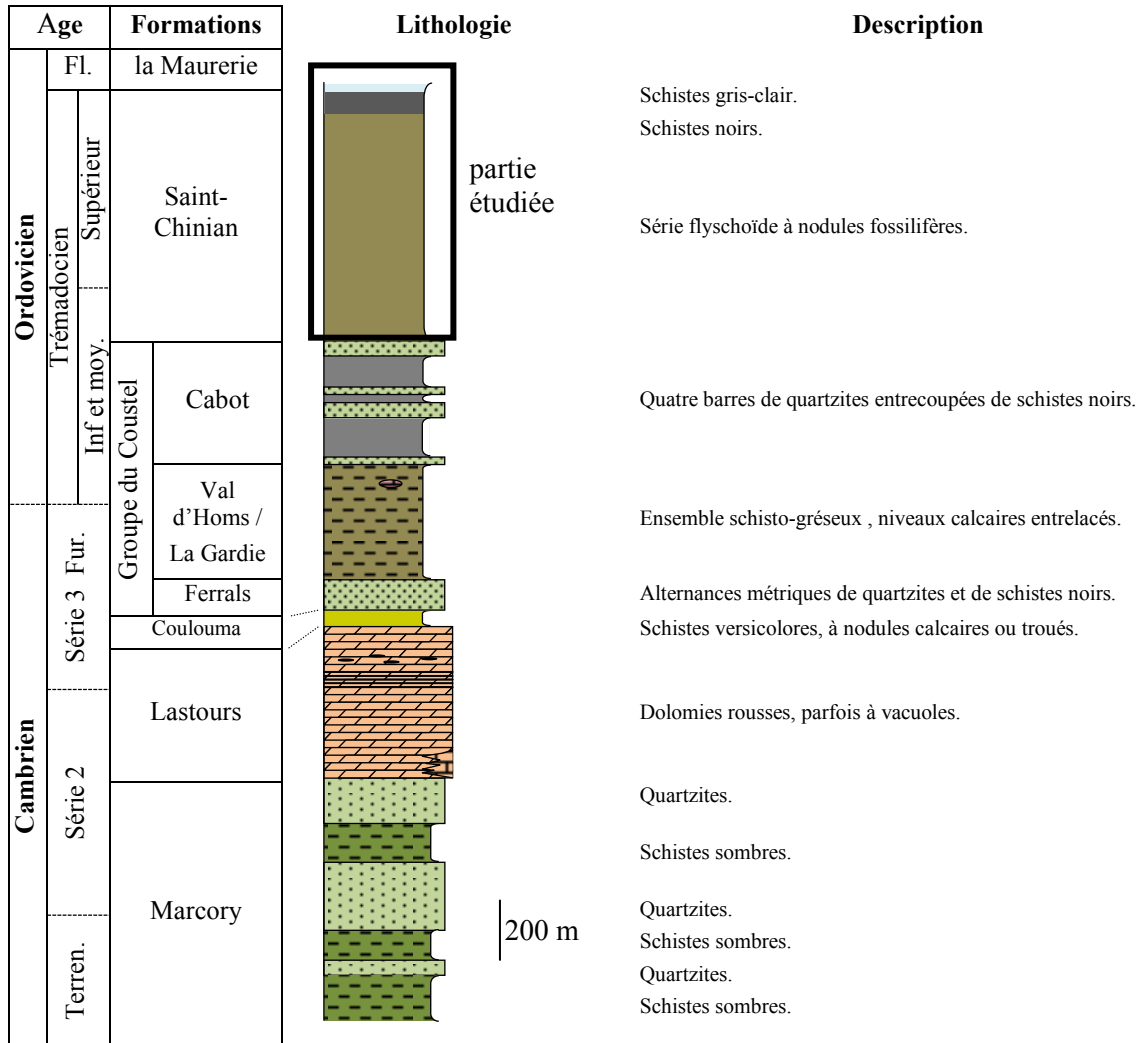 Age
Formations
Lithologie
Description
Fl.
la Maurerie
Ordovicien
Trémadocien
Supérieur
Inf et moy.
Saint-
Chinian
Schistes gris-clair.
Schistes noirs.
partie
étudiée
Série flyschoïde à nodules fossilifères.
Groupe du Coustel
Cabot
Quatre barres de quartzites entrecoupées de schistes noirs.
Val
d’Homs /
La Gardie
Ensemble schisto-gréseux , niveaux calcaires entrelacés.
Cambrien
Série 3 Fur.
Ferrals
Alternances métriques de quartzites et de schistes noirs.
Coulouma
Schistes versicolores, à nodules calcaires ou troués.
Série 2
Lastours
Dolomies rousses, parfois à vacuoles.
Terren.
Marcory
Quartzites.
Schistes sombres.
Quartzites.
Schistes sombres.
Quartzites.
Schistes sombres.
200 m